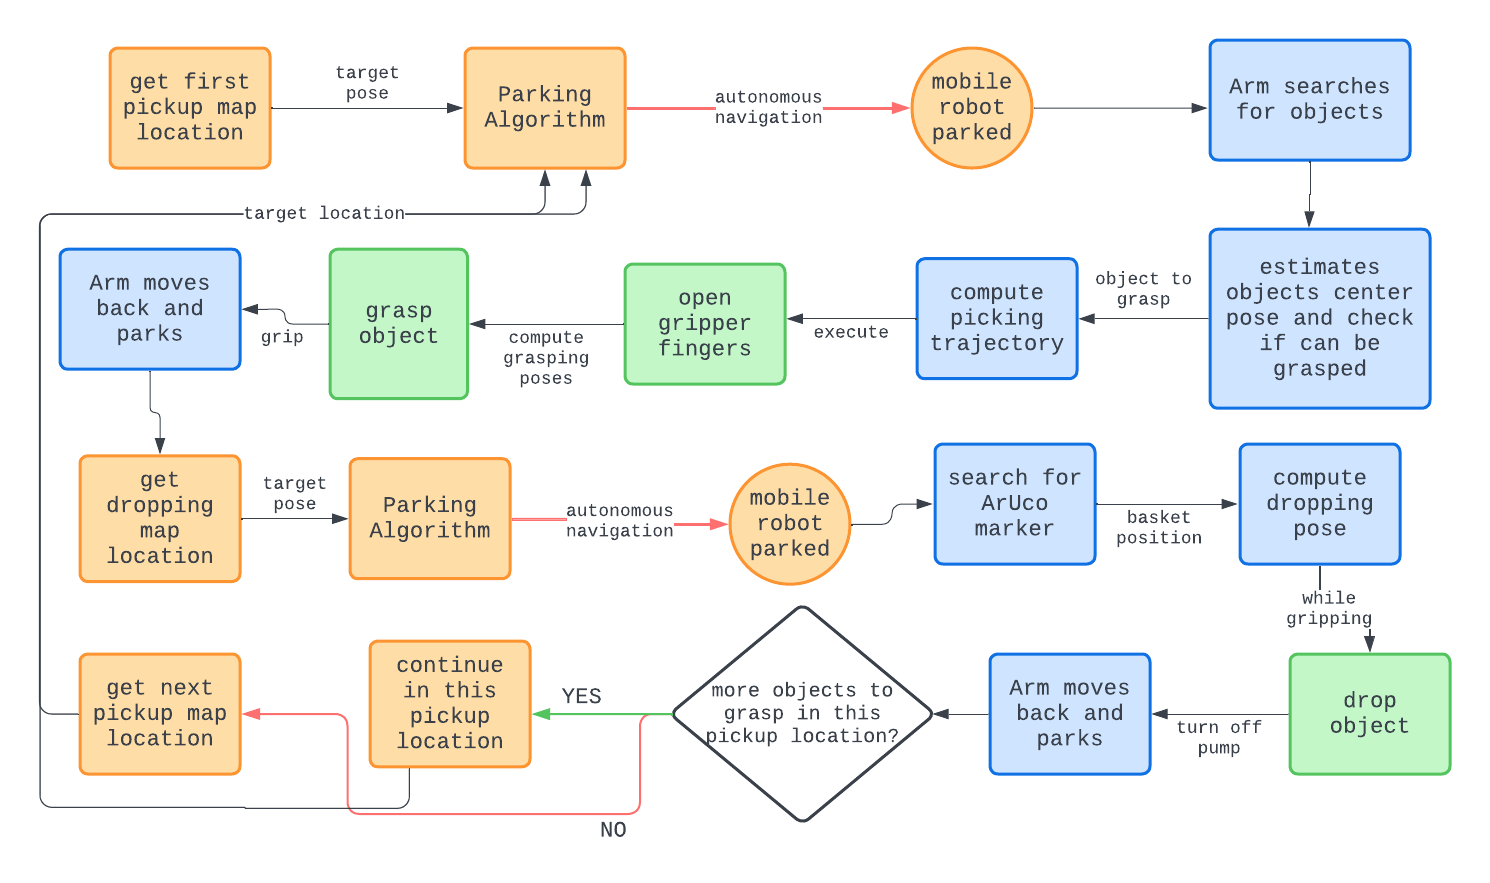 get first
pickup map
location
target
pose
Parking
Algorithm
autonomous
navigation
mobile
robot
parked
Arm searches
for objects
target location
Arm moves
back and
parks
grip
grasp
object
compute
grasping
poses
open
gripper
fingers
execute
compute
picking
trajectory
object to
grasp
estimates
objects center
pose and check
if can be
grasped
get
dropping
map
location
target
pose
Parking
Algorithm
autonomous
navigation
mobile
robot
parked
search for
ArUco
marker
basket
position
compute
dropping
pose
while
gripping
get next
pickup map
location
continue
in this
pickup
location
YES
NO
more objects to
grasp in this
pickup location?
Arm moves
back and
parks
turn off
pump
drop
object